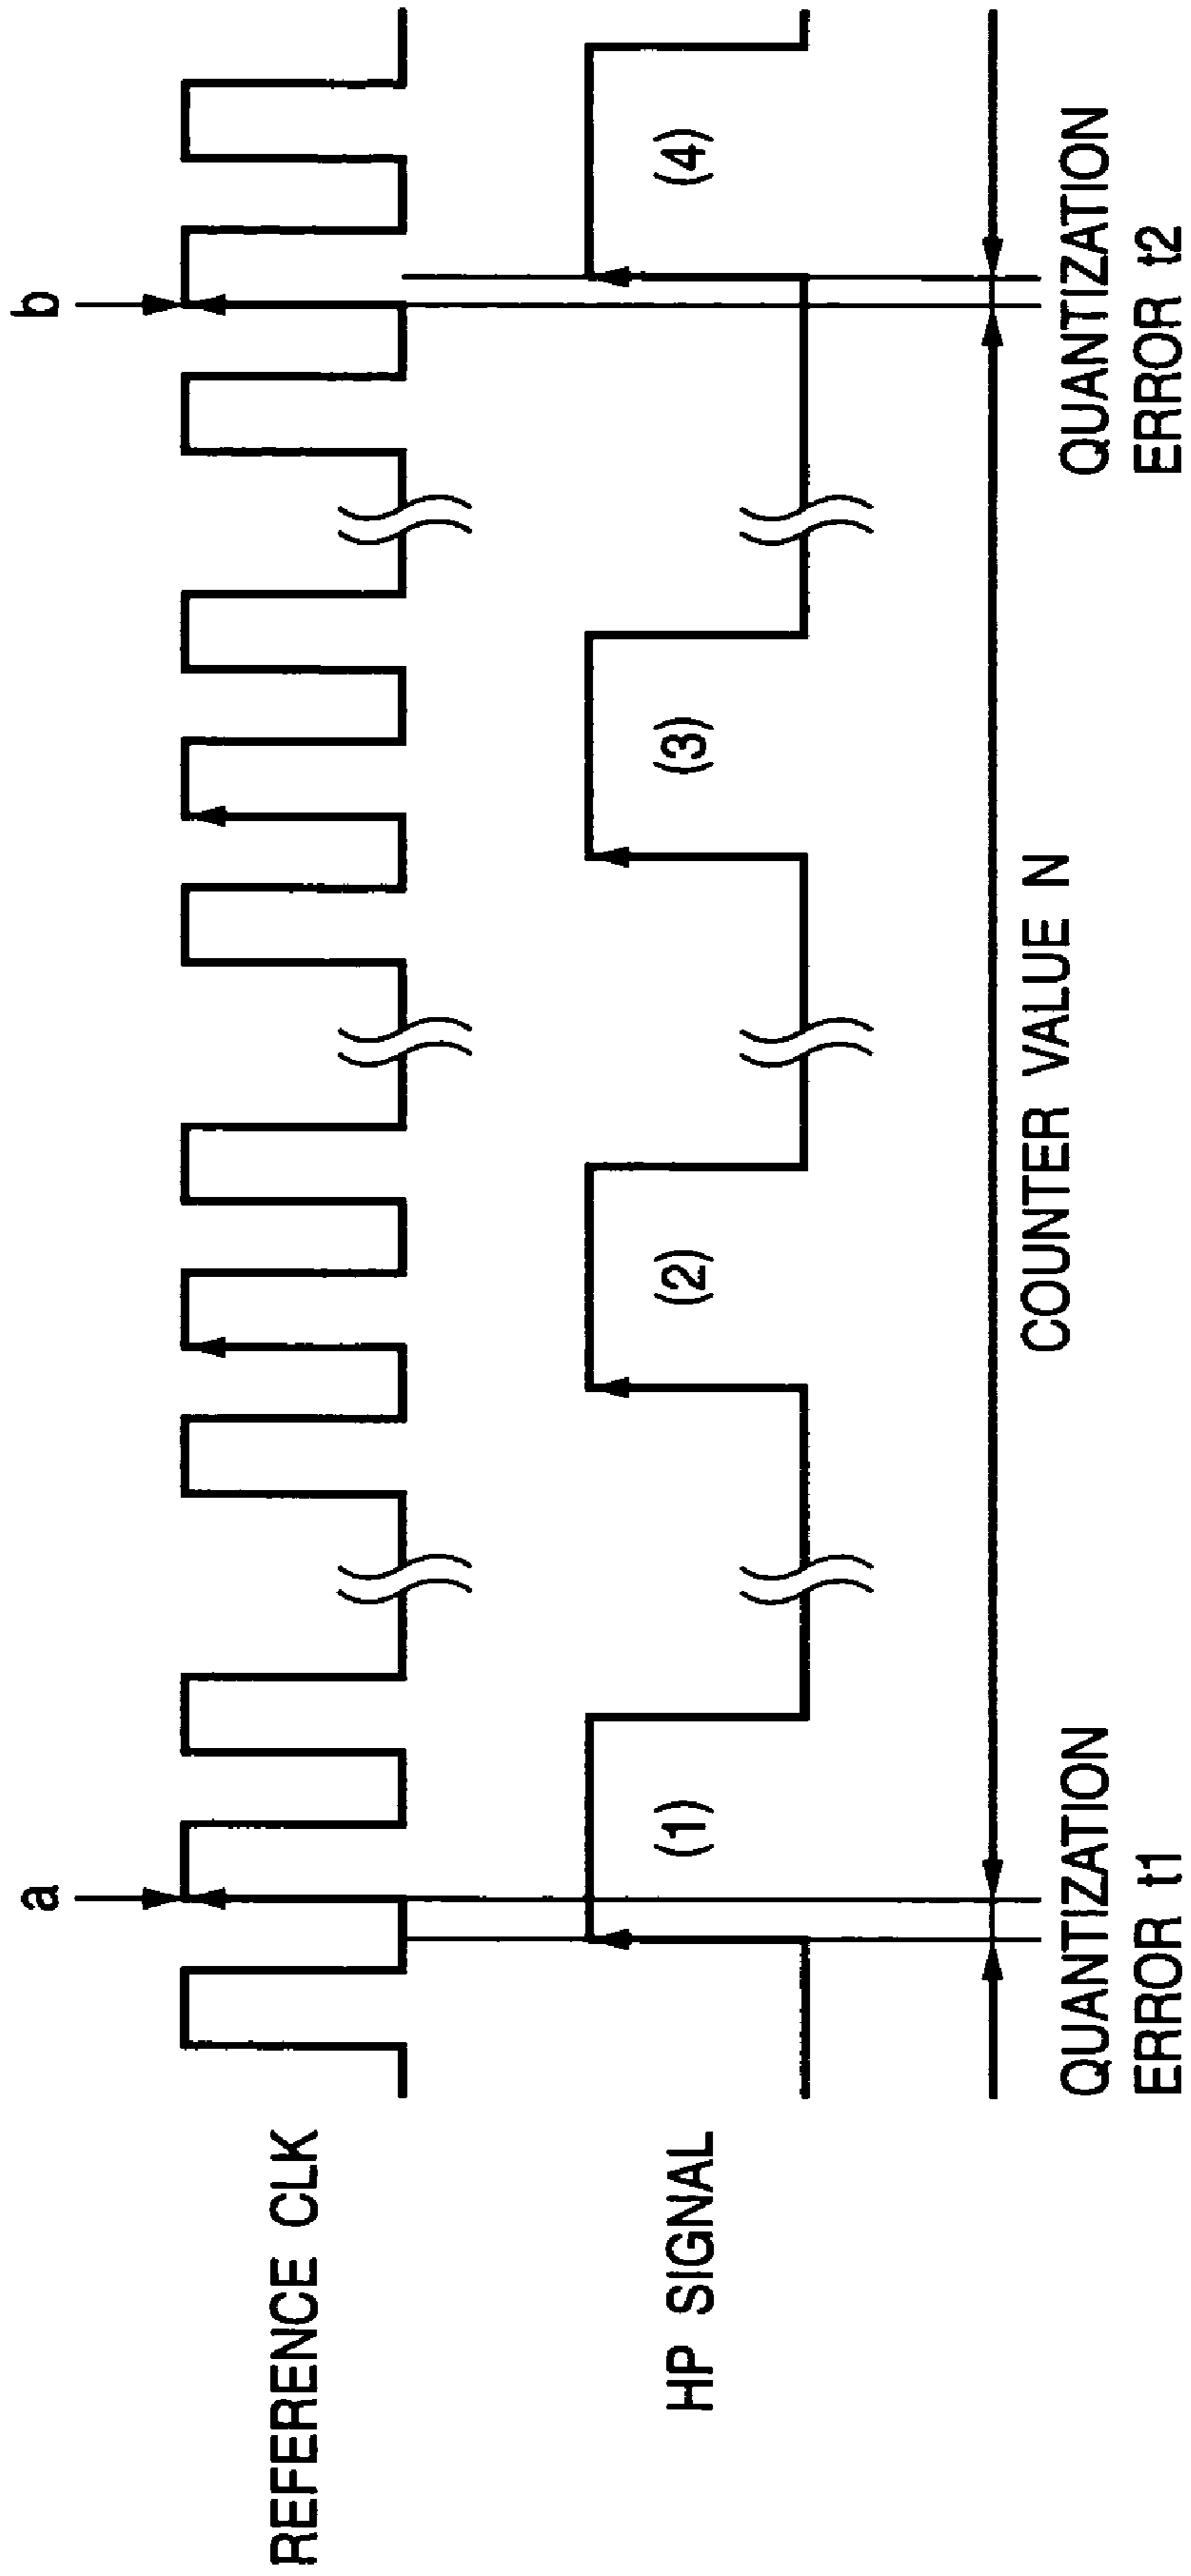 a
b
REFERENCE CLK
HP SIGNAL
(1)
(2)
(3)
(4)
QUANTIZATION
ERROR t1
COUNTER VALUE N
QUANTIZATION
ERROR t2